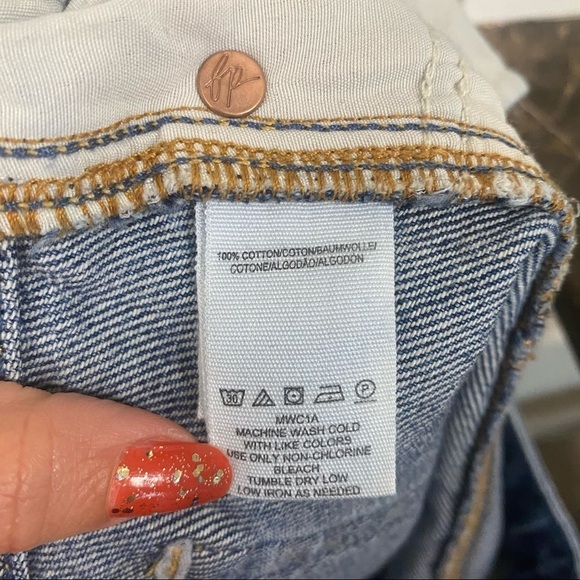 fp
100% COTTON/COTON/BAUMWOLLE/
COTONE/ALGODÃO/ALGODÓN
30 P
MWC1A
MACHINE WASH COLD
WITH LIKE COLORS
USE ONLY NON-CHLORINE
BLEACH
TUMBLE DRY LOW
LOW IRON AS NEEDED